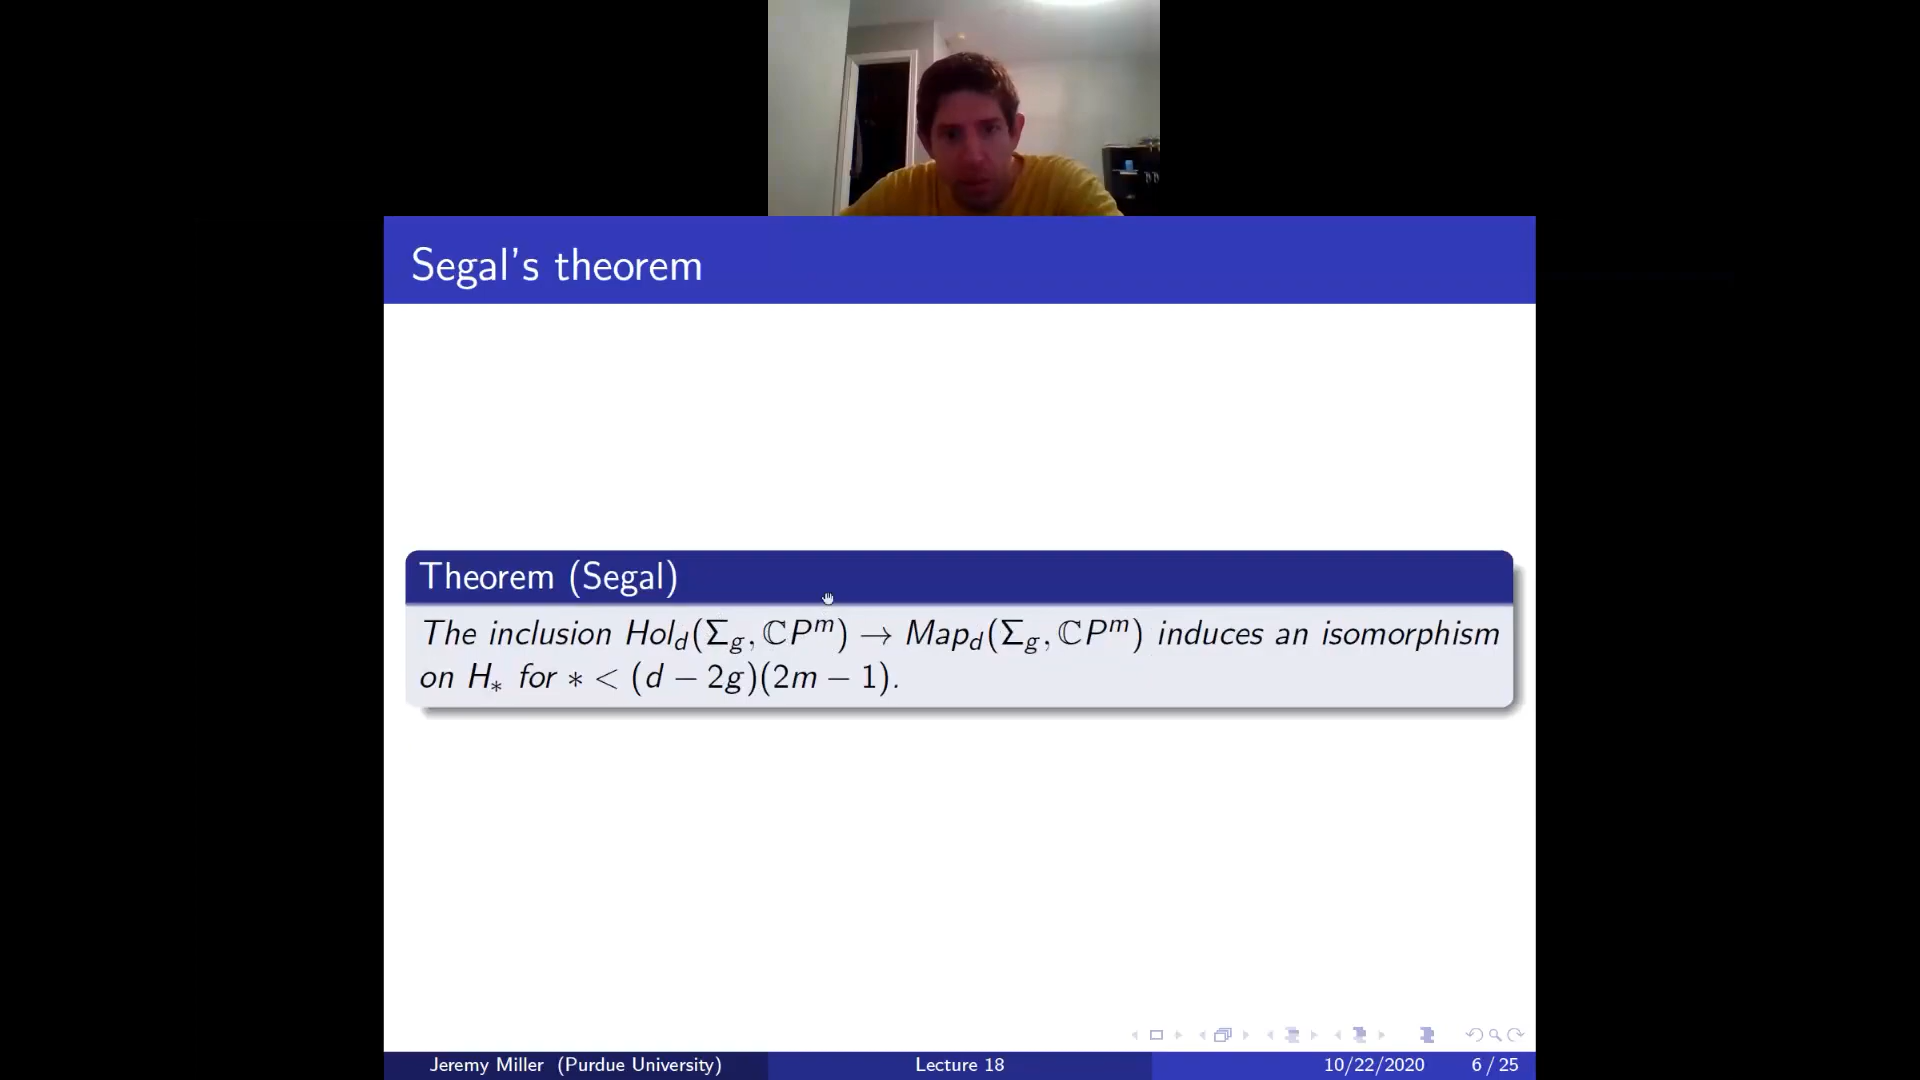 Segal's theorem
Theorem (Segal)
The inclusion Hol_d(Σ_g, ℂP^m) → Map_d(Σ_g, ℂP^m) induces an isomorphism
on H_* for * < (d − 2g)(2m − 1).
Jeremy Miller (Purdue University) Lecture 18 10/22/2020 6 / 25